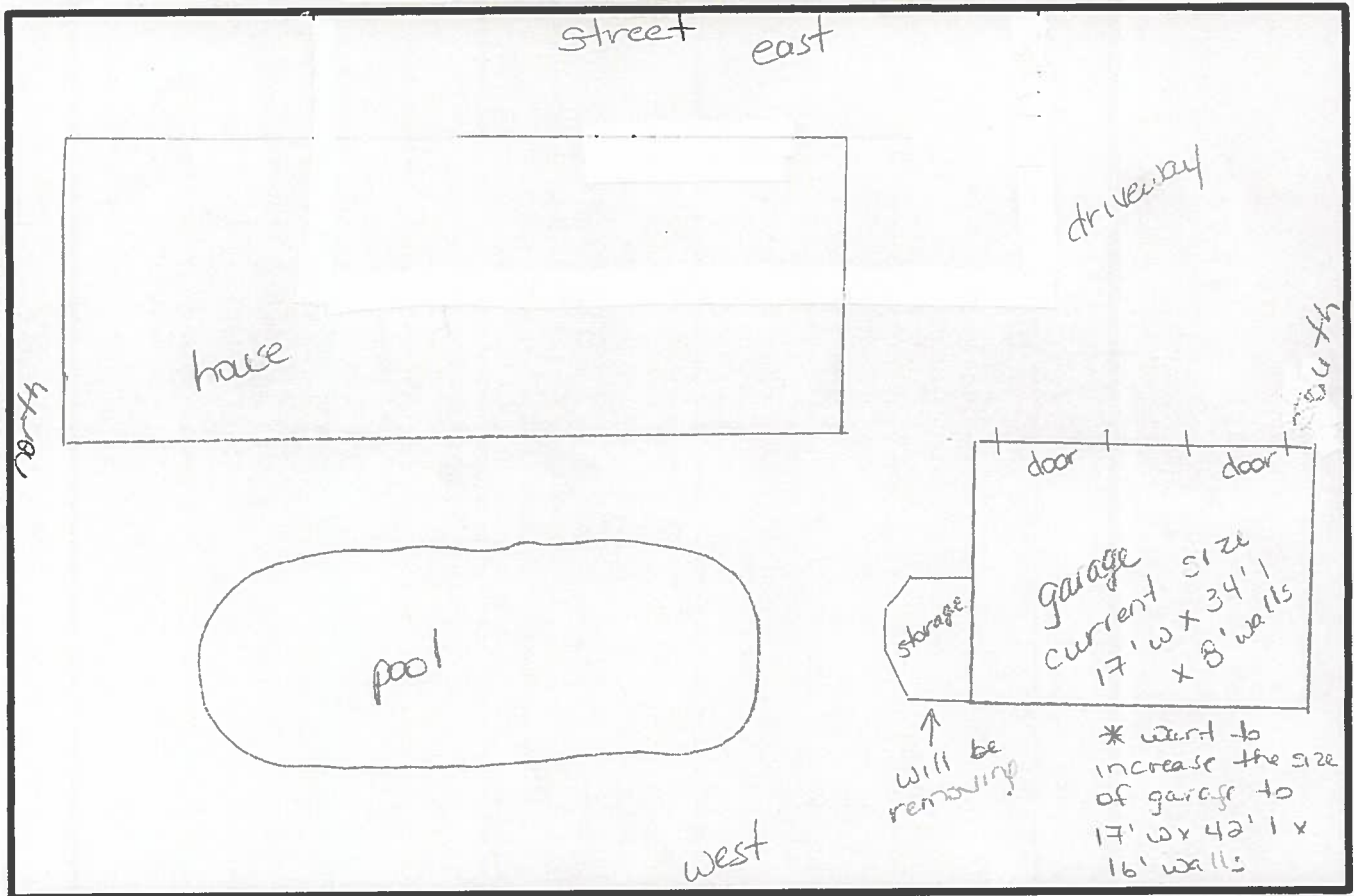 street east
driveway
house
north
door door
garage
current size
17' w x 34' l
x 8' walls
storage
pool
will be
removing
* want to
increase the size
of garage to
17' w x 42' l x
16' walls
west